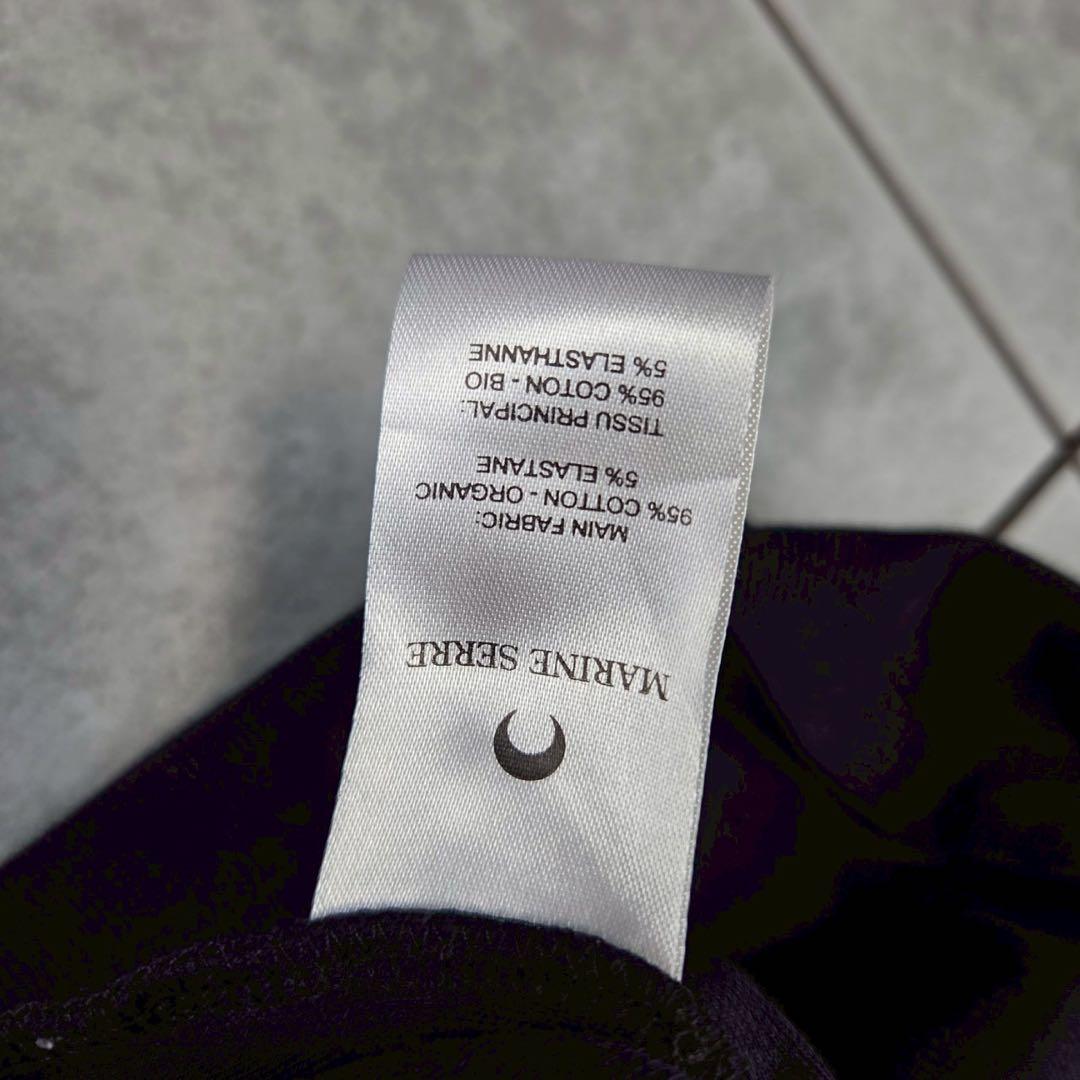 MARINE SERRE
MAIN FABRIC:
95% COTTON - ORGANIC
5% ELASTANE
TISSU PRINCIPAL:
95% COTON - BIO
5% ELASTHANNE